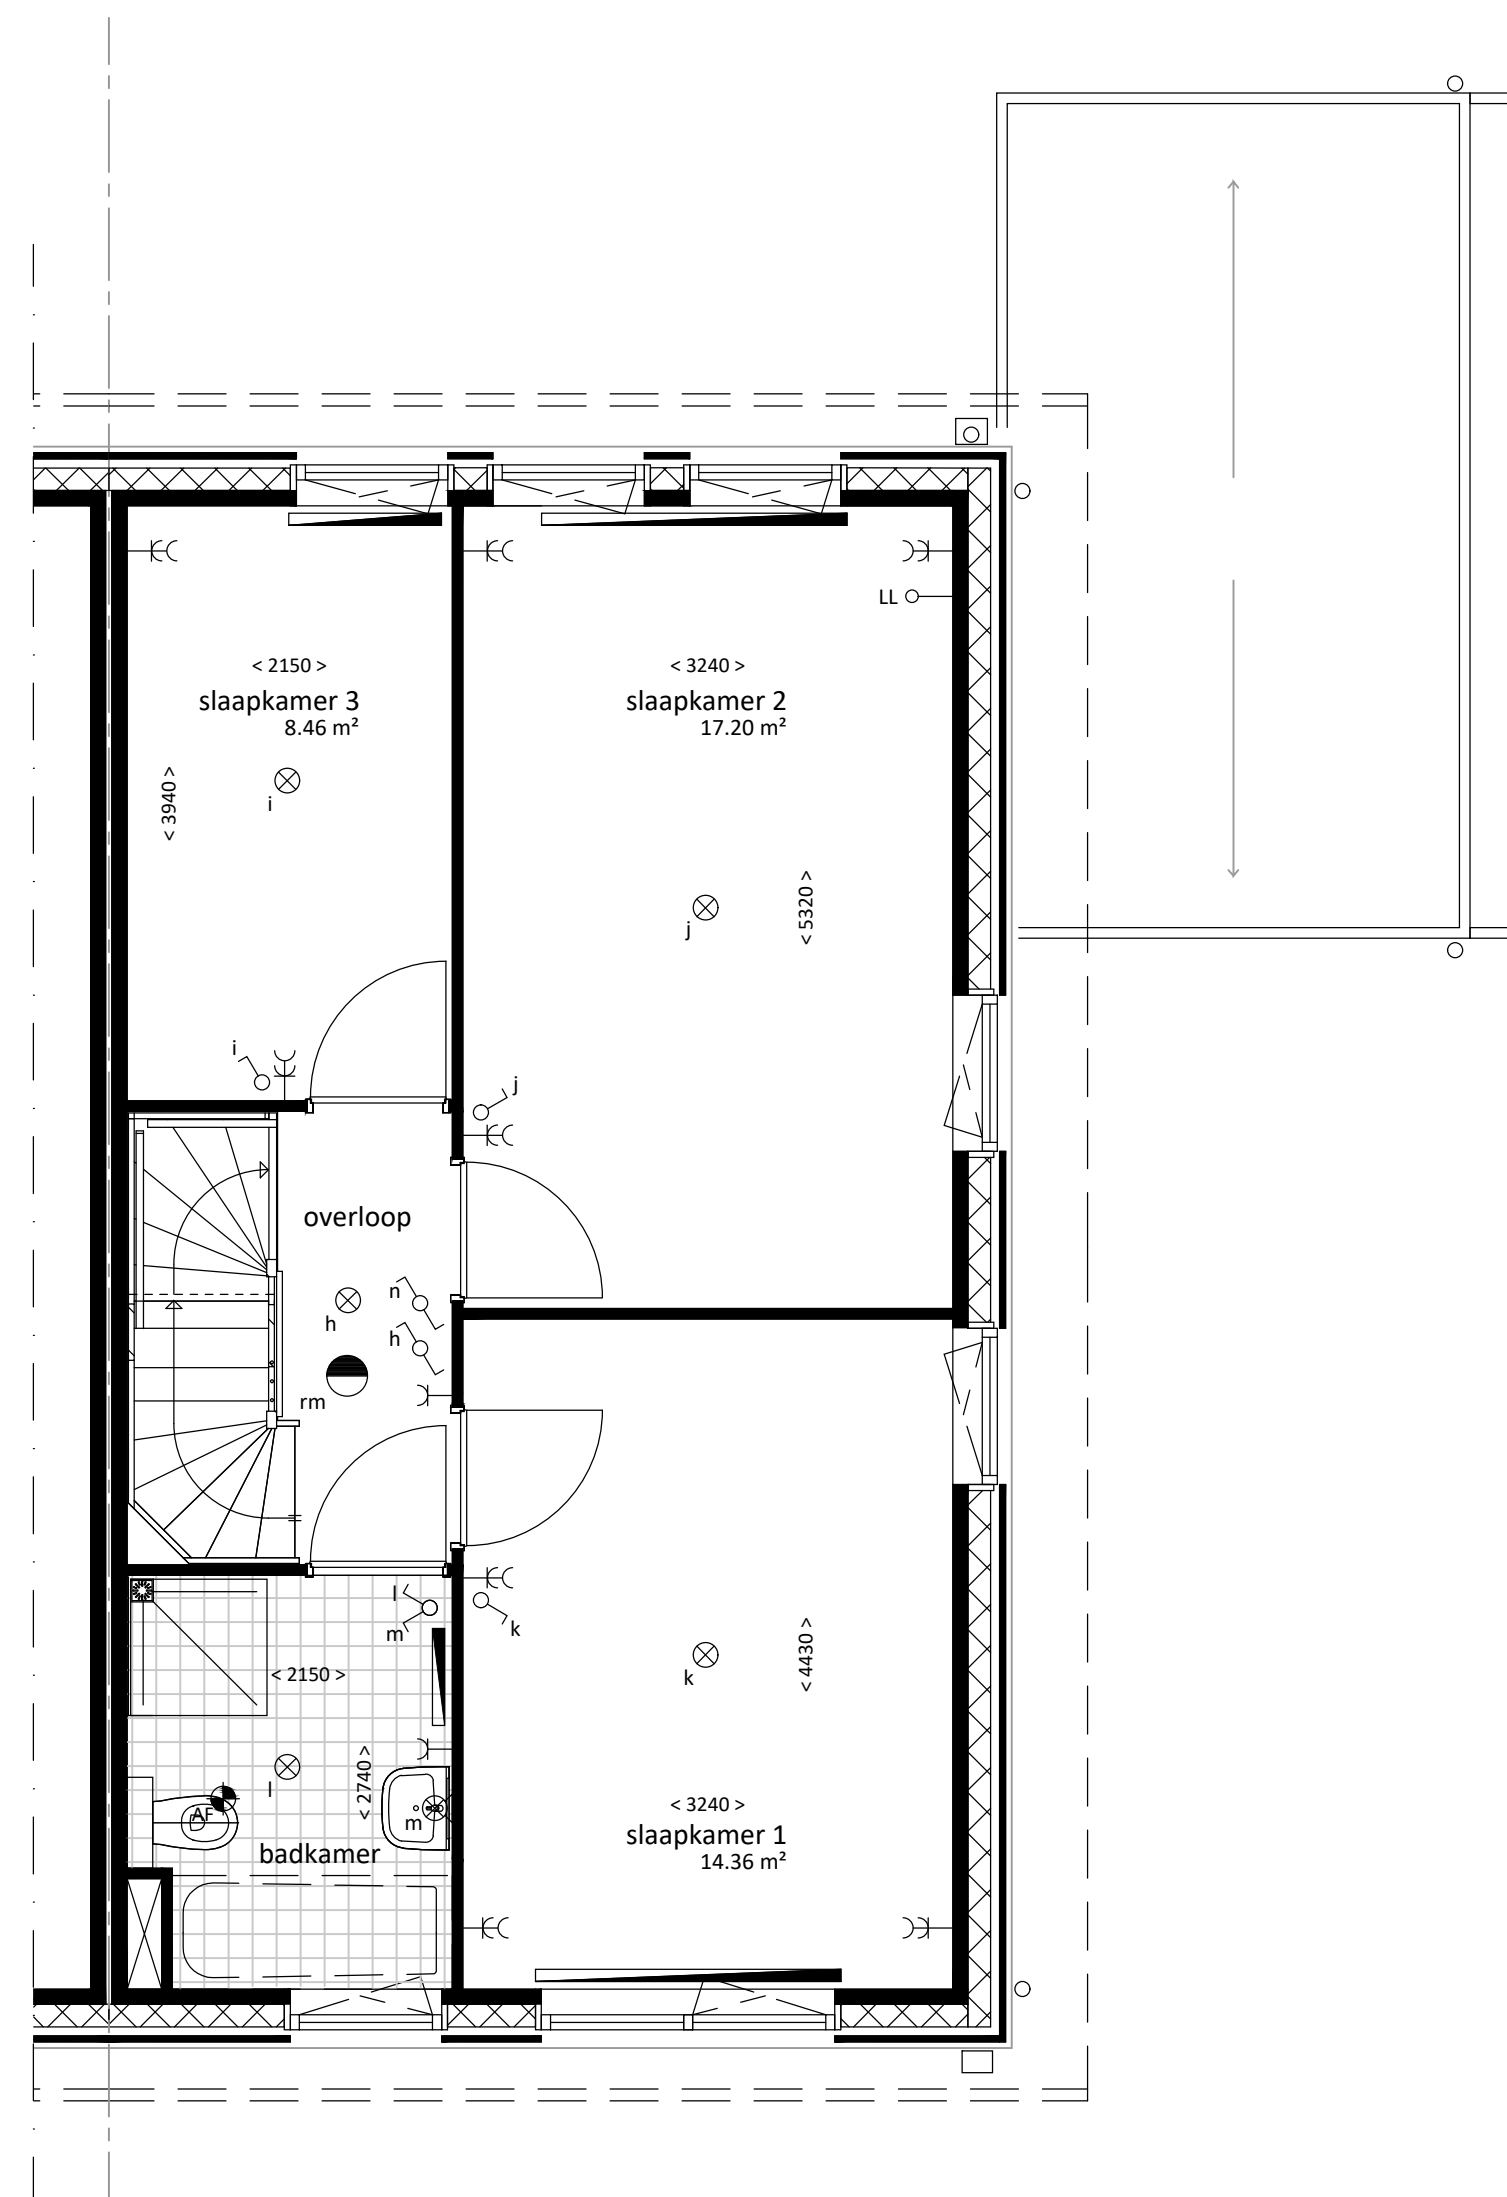 LL
< 2150 >
slaapkamer 3
8.46 m²
< 3240 >
slaapkamer 2
17.20 m²
i
< 3940 >
j
< 5320 >
i
j
overloop
n
h
h
rm
l
m
k
< 2150 >
k
< 4430 >
l
< 2740 >
AF
m
badkamer
< 3240 >
slaapkamer 1
14.36 m²